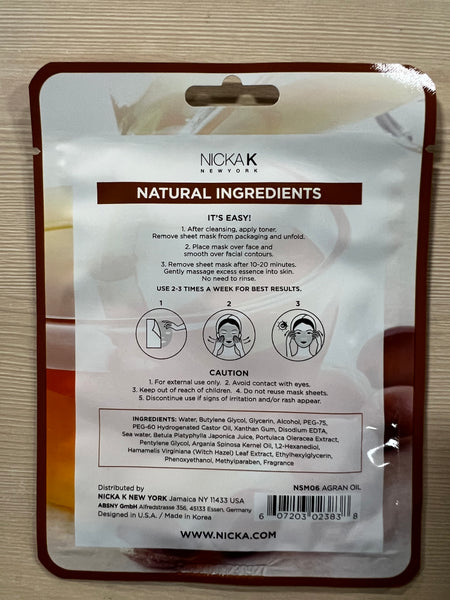 NICKA K
NEW YORK
NATURAL INGREDIENTS
IT'S EASY!
1. After cleansing, apply toner.
Remove sheet mask from packaging and unfold.
2. Place mask over face and
smooth over facial contours.
3. Remove sheet mask after 10-20 minutes.
Gently massage excess essence into skin.
No need to rinse.
USE 2-3 TIMES A WEEK FOR BEST RESULTS.
1 2 3
CAUTION
1. For external use only. 2. Avoid contact with eyes.
3. Keep out of reach of children. 4. Do not reuse mask sheets.
5. Discontinue use if signs of irritation and/or rash appear.
INGREDIENTS: Water, Butylene Glycol, Glycerin, Alcohol, PEG-75,
PEG-60 Hydrogenated Castor Oil, Xanthan Gum, Disodium EDTA,
Sea water, Betula Platyphylla Japonica Juice, Portulaca Oleracea Extract,
Pentylene Glycol, Argania Spinosa Kernel Oil, 1,2-Hexanediol,
Hamamelis Virginiana (Witch Hazel) Leaf Extract, Ethylhexylglycerin,
Phenoxyethanol, Methylparaben, Fragrance
Distributed by
NICKA K NEW YORK Jamaica NY 11433 USA
ABSNY GmbH Alfredstrasse 356, 45133 Essen, Germany
Designed in U.S.A. / Made in Korea
NSM06 AGRAN OIL
6 07203 02383 8
WWW.NICKA.COM